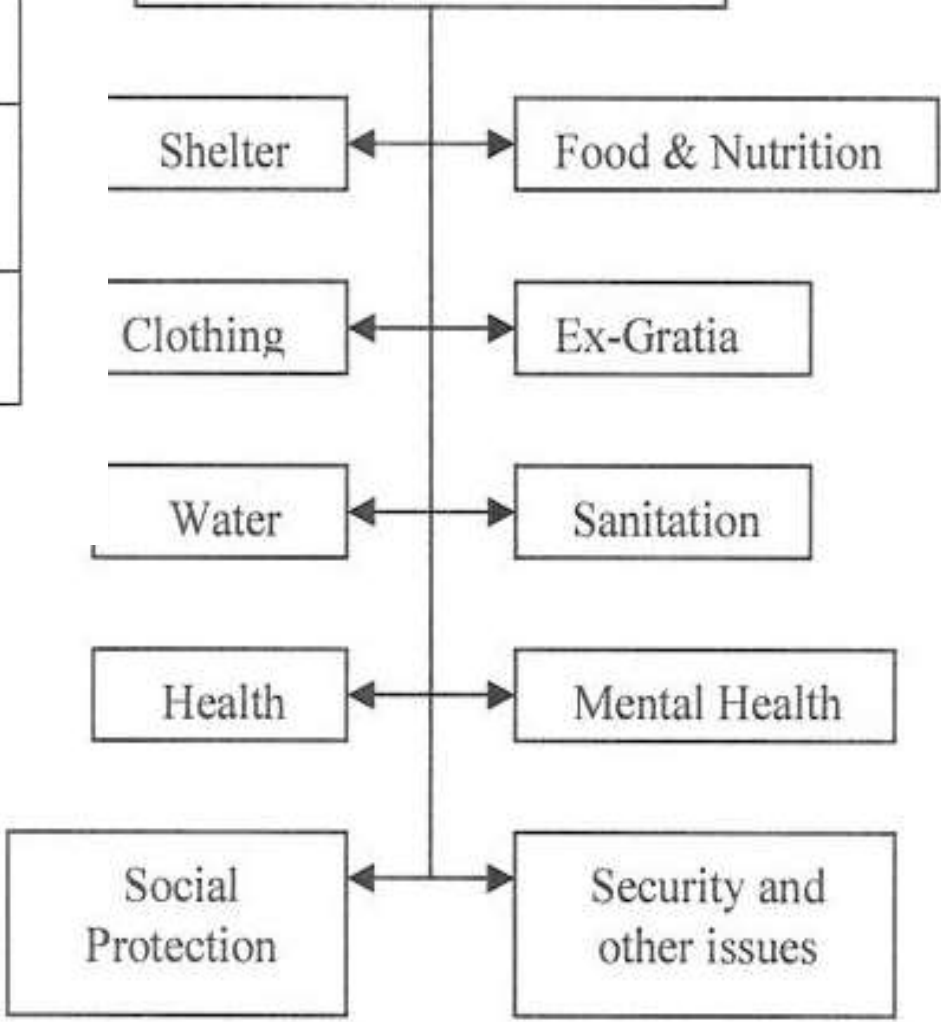 Shelter
Food & Nutrition
Clothing
Ex-Gratia
Water
Sanitation
Health
Mental Health
Social
Protection
Security and
other issues